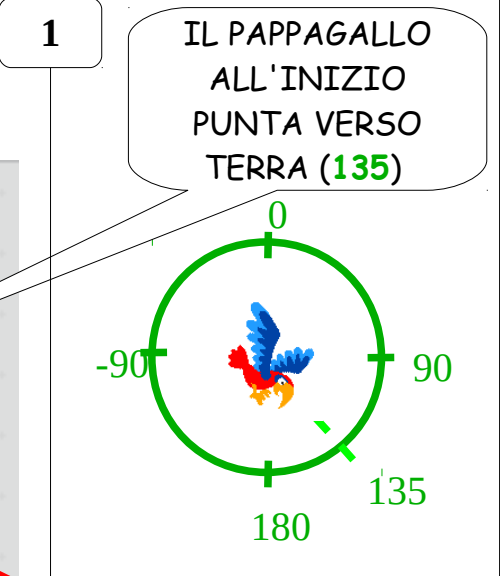 1
IL PAPPAGALLO
ALL'INIZIO
PUNTA VERSO
TERRA (135)
0
-90
90
135
180